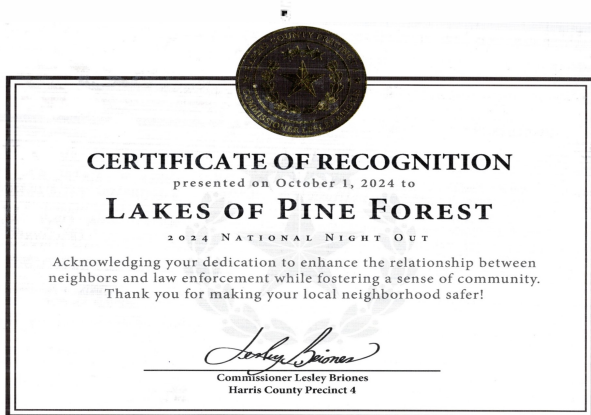 CERTIFICATE OF RECOGNITION
presented on October 1, 2024 to
LAKES OF PINE FOREST
2024 NATIONAL NIGHT OUT
Acknowledging your dedication to enhance the relationship between
neighbors and law enforcement while fostering a sense of community.
Thank you for making your local neighborhood safer!
Lesley Briones
Commissioner Lesley Briones
Harris County Precinct 4